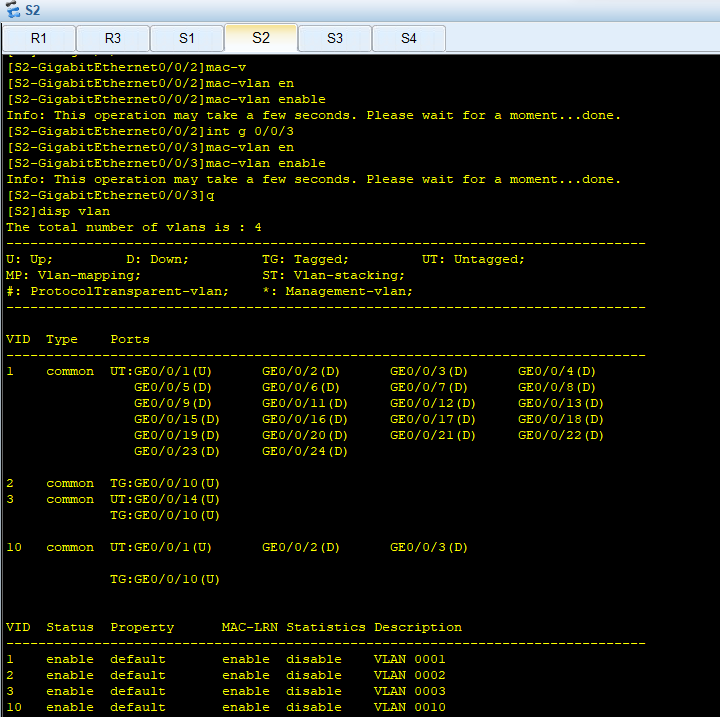 S2
R1 R3 S1 S2 S3 S4
[S2-GigabitEthernet0/0/2]mac-v
[S2-GigabitEthernet0/0/2]mac-vlan en
[S2-GigabitEthernet0/0/2]mac-vlan enable
Info: This operation may take a few seconds. Please wait for a moment...done.
[S2-GigabitEthernet0/0/2]int g 0/0/3
[S2-GigabitEthernet0/0/3]mac-vlan en
[S2-GigabitEthernet0/0/3]mac-vlan enable
Info: This operation may take a few seconds. Please wait for a moment...done.
[S2-GigabitEthernet0/0/3]q
[S2]disp vlan
The total number of vlans is : 4
--------------------------------------------------------------------------------
U: Up;         D: Down;         TG: Tagged;         UT: Untagged;
MP: Vlan-mapping;               ST: Vlan-stacking;
#: ProtocolTransparent-vlan;    *: Management-vlan;
--------------------------------------------------------------------------------
VID  Type    Ports
--------------------------------------------------------------------------------
1    common  UT:GE0/0/1(U)      GE0/0/2(D)      GE0/0/3(D)      GE0/0/4(D)
                GE0/0/5(D)      GE0/0/6(D)      GE0/0/7(D)      GE0/0/8(D)
                GE0/0/9(D)      GE0/0/11(D)     GE0/0/12(D)     GE0/0/13(D)
                GE0/0/15(D)     GE0/0/16(D)     GE0/0/17(D)     GE0/0/18(D)
                GE0/0/19(D)     GE0/0/20(D)     GE0/0/21(D)     GE0/0/22(D)
                GE0/0/23(D)     GE0/0/24(D)
2    common  TG:GE0/0/10(U)
3    common  UT:GE0/0/14(U)
             TG:GE0/0/10(U)
10   common  UT:GE0/0/1(U)      GE0/0/2(D)      GE0/0/3(D)
             TG:GE0/0/10(U)
VID  Status  Property      MAC-LRN Statistics Description
--------------------------------------------------------------------------------
1    enable  default       enable  disable    VLAN 0001
2    enable  default       enable  disable    VLAN 0002
3    enable  default       enable  disable    VLAN 0003
10   enable  default       enable  disable    VLAN 0010